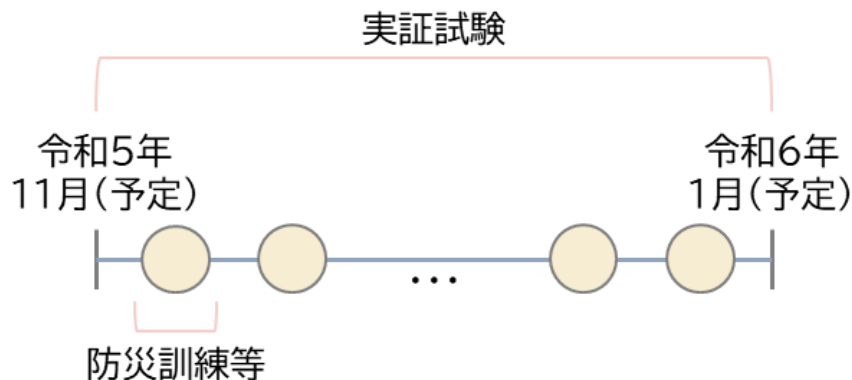 実証試験
令和5年
11月(予定)
令和6年
1月(予定)
…
防災訓練等